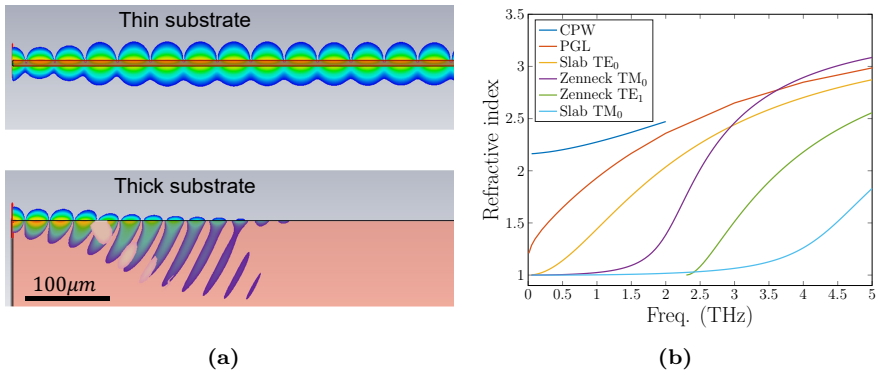 Thin substrate
Thick substrate
100μm
(a)
3.5
3
2.5
2
1.5
1
Refractive index
CPW
PGL
Slab TE₀
Zenneck TM₀
Zenneck TE₁
Slab TM₀
0 0.5 1 1.5 2 2.5 3 3.5 4 4.5 5
Freq. (THz)
(b)